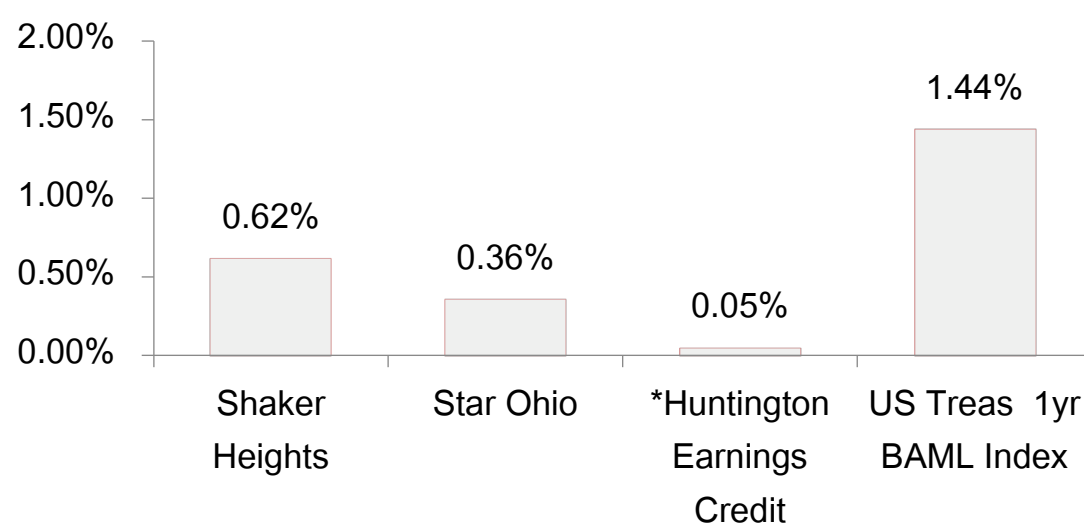 2.00%
1.50%
1.00%
0.50%
0.00%
0.62%
0.36%
0.05%
1.44%
Shaker
Heights
Star Ohio
*Huntington
Earnings
Credit
US Treas 1yr
BAML Index